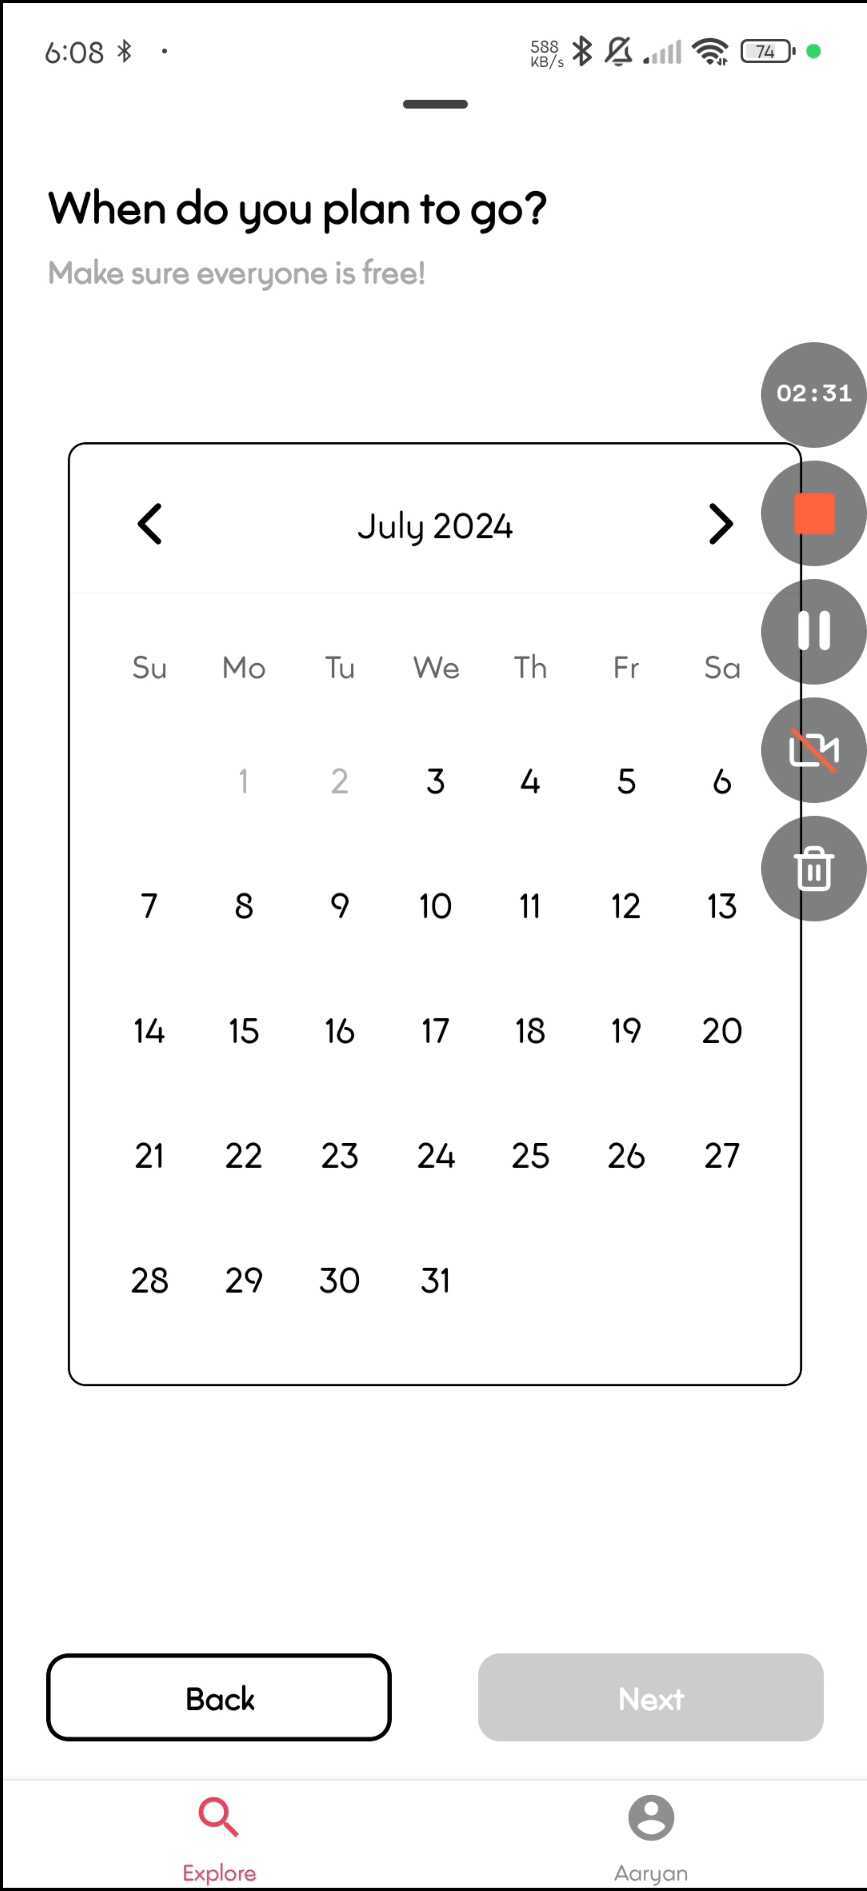 6:08
588
KB/s
74
When do you plan to go?
Make sure everyone is free!
02:31
July 2024
Su Mo Tu We Th Fr Sa
1 2 3 4 5 6
7 8 9 10 11 12 13
14 15 16 17 18 19 20
21 22 23 24 25 26 27
28 29 30 31
Back Next
Explore Aaryan